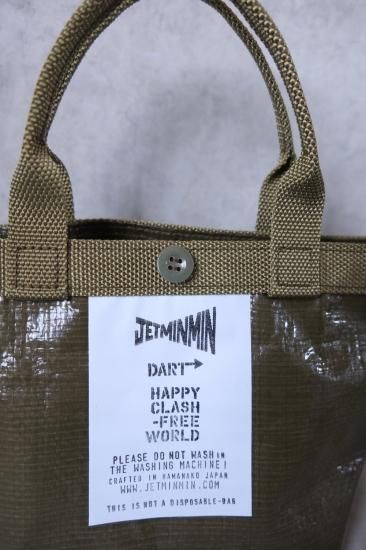 JETMINMIN
DART→
HAPPY
CLASH
-FREE
WORLD
PLEASE DO NOT WASH in
THE WASHING MACHINE!
CRAFTED IN HAMANAKO JAPAN
WWW.JETMINMIN.COM
THIS IS NOT A DISPOSABLE-BAG